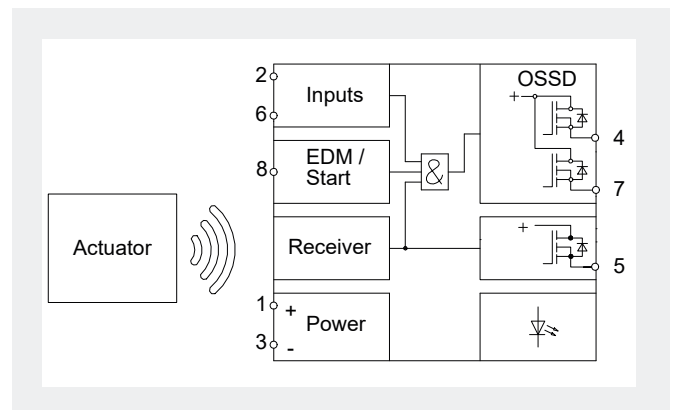 2
6
Inputs
OSSD
+
4
7
8
EDM /
Start
&
Actuator
Receiver
+
5
1
+
3
-
Power